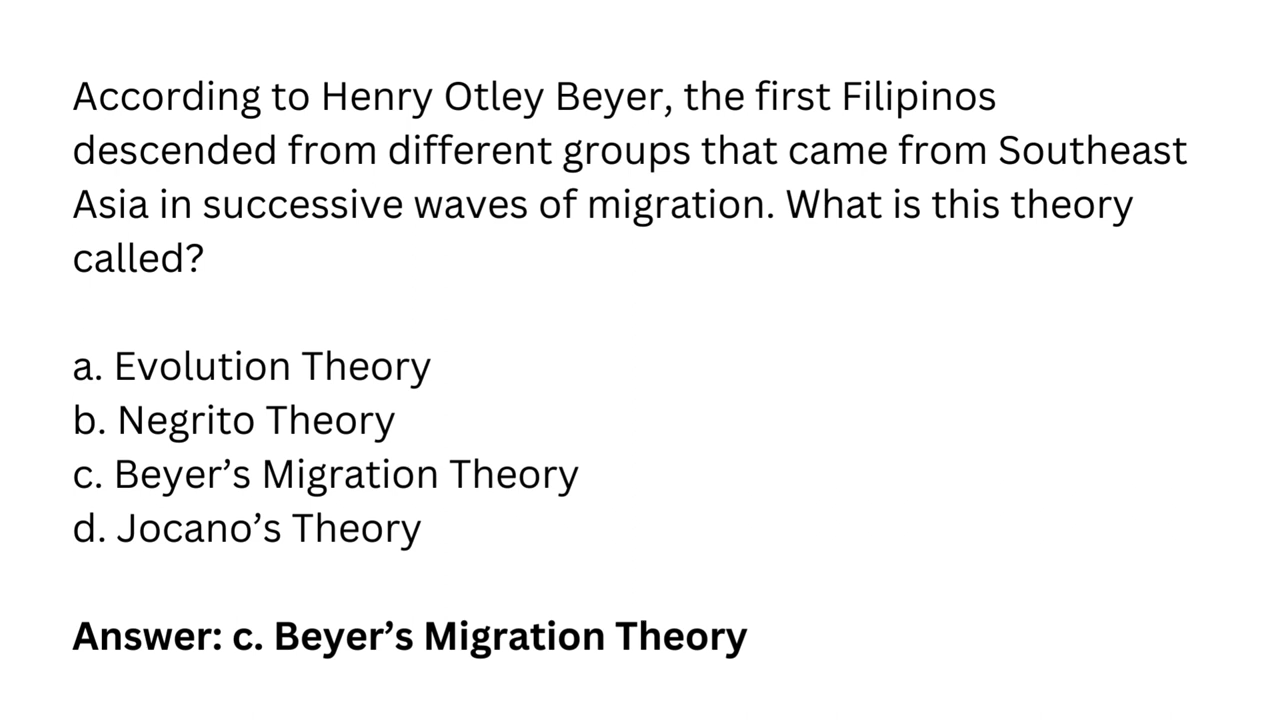 According to Henry Otley Beyer, the first Filipinos
descended from different groups that came from Southeast
Asia in successive waves of migration. What is this theory
called?
a. Evolution Theory
b. Negrito Theory
c. Beyer’s Migration Theory
d. Jocano’s Theory
Answer: c. Beyer’s Migration Theory